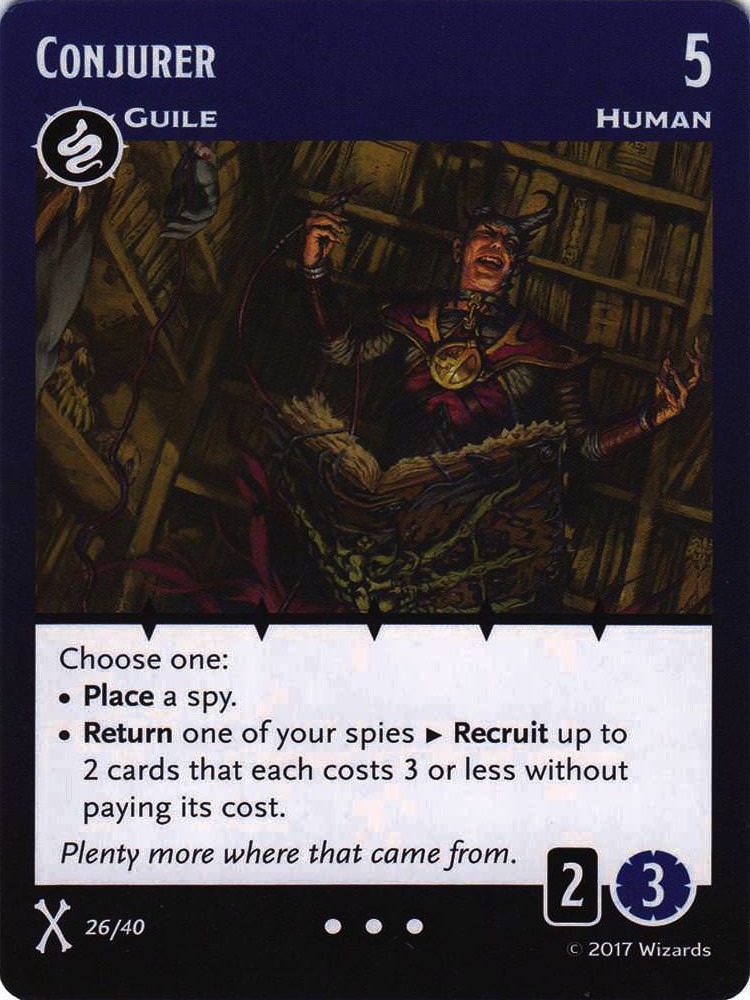 CONJURER 5
GUILE HUMAN
Choose one:
• Place a spy.
• Return one of your spies ► Recruit up to
2 cards that each costs 3 or less without
paying its cost.
Plenty more where that came from.
2 3
26/40
© 2017 Wizards